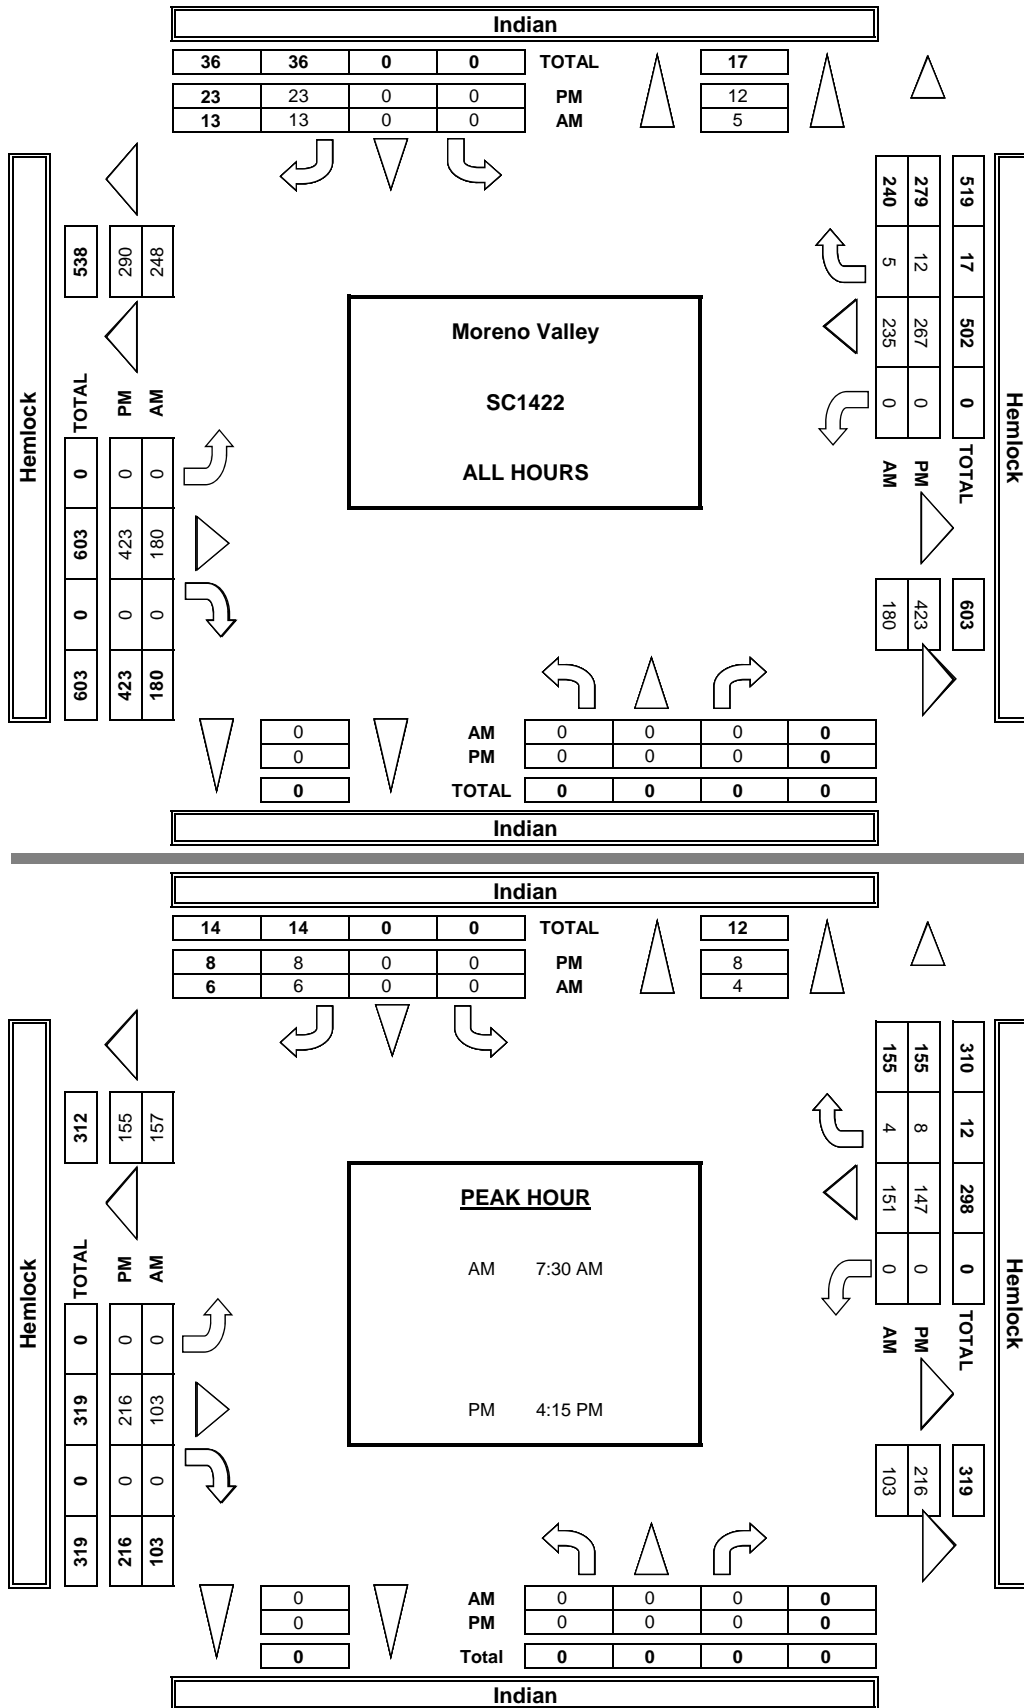 Indian
36 36 0 0 TOTAL 17
23 23 0 0 PM 12
13 13 0 0 AM 5
Hemlock
538
290
248
TOTAL
PM
AM
0 603 0 603
0 423 0 423
0 180 0 180
Moreno Valley
SC1422
ALL HOURS
240 5 235 0 AM
279 12 267 0 PM
519 17 502 0 TOTAL
180
423
603
Hemlock
0 AM 0 0 0 0
0 PM 0 0 0 0
0 TOTAL 0 0 0 0
Indian
Indian
14 14 0 0 TOTAL 12
8 8 0 0 PM 8
6 6 0 0 AM 4
Hemlock
312
155
157
TOTAL
PM
AM
0 319 0 319
0 216 0 216
0 103 0 103
PEAK HOUR
AM 7:30 AM
PM 4:15 PM
155 4 151 0 AM
155 8 147 0 PM
310 12 298 0 TOTAL
103
216
319
Hemlock
0 AM 0 0 0 0
0 PM 0 0 0 0
0 Total 0 0 0 0
Indian